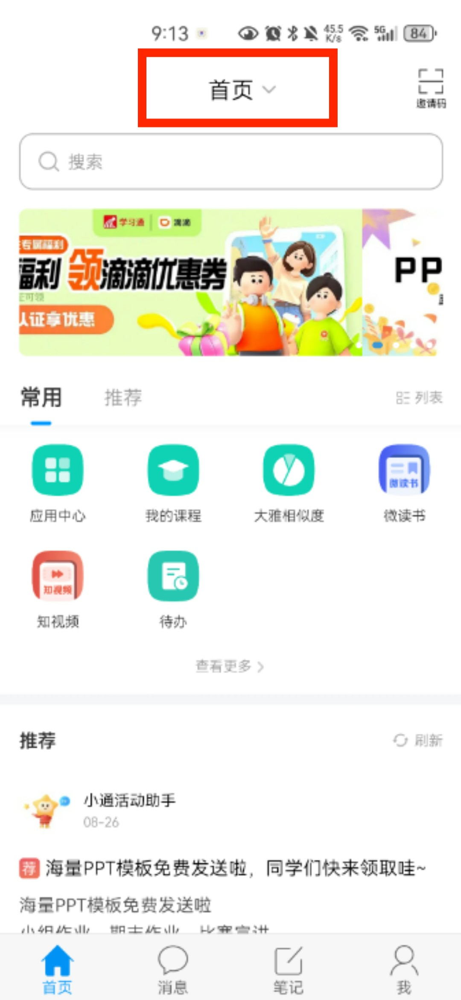 9:13
45.5
K/s
5G
84
首页
邀请码
搜索
学习通 滴滴
专属福利
福利 领滴滴优惠券
证可领
认证享优惠
PP
常用
推荐
列表
应用中心
我的课程
大雅相似度
微读书
微读书
知视频
知视频
待办
查看更多
推荐
刷新
小通活动助手
08-26
荐 海量PPT模板免费发送啦，同学们快来领取哇~
海量PPT模板免费发送啦
小组作业、期末作业、比赛宣讲
首页
消息
笔记
我